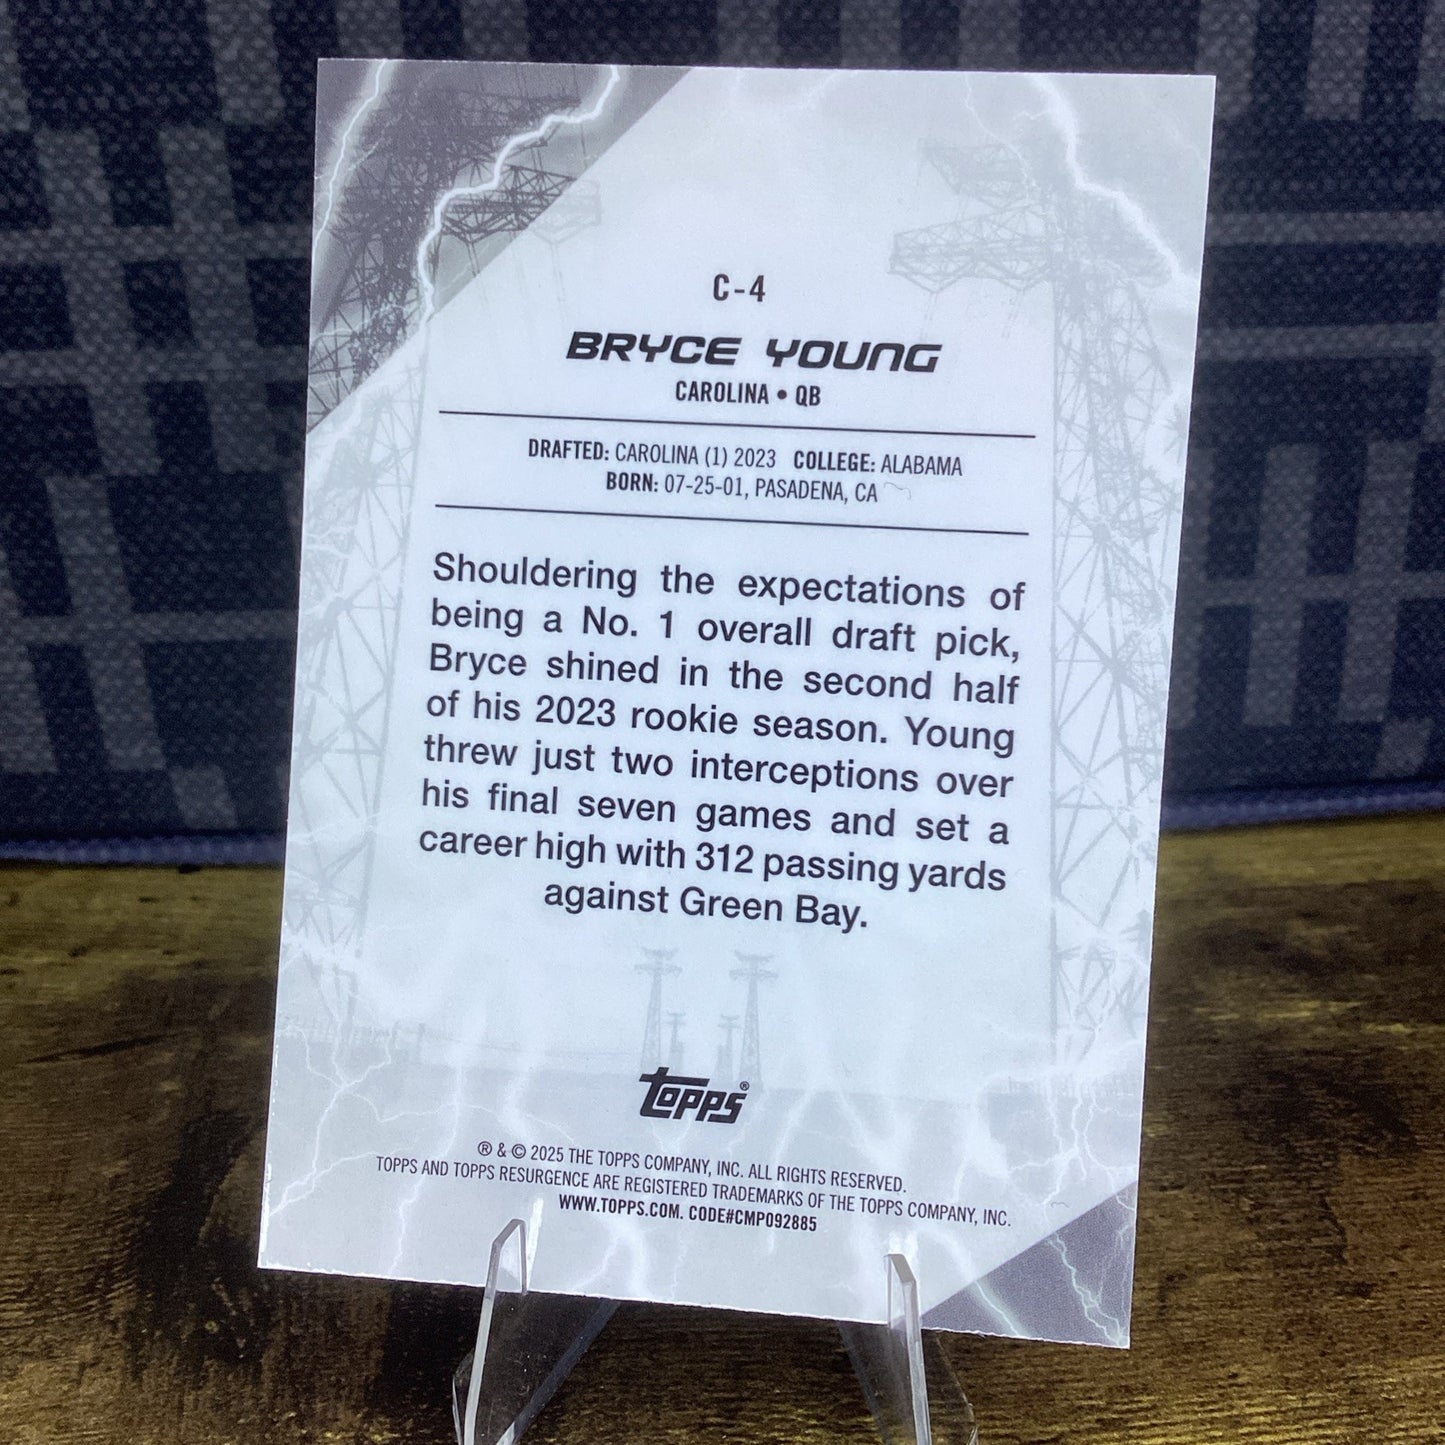 C-4
BRYCE YOUNG
CAROLINA • QB
DRAFTED: CAROLINA (1) 2023 COLLEGE: ALABAMA
BORN: 07-25-01, PASADENA, CA
Shouldering the expectations of
being a No. 1 overall draft pick,
Bryce shined in the second half
of his 2023 rookie season. Young
threw just two interceptions over
his final seven games and set a
career high with 312 passing yards
against Green Bay.
topps®
® & © 2025 THE TOPPS COMPANY, INC. ALL RIGHTS RESERVED.
TOPPS AND TOPPS RESURGENCE ARE REGISTERED TRADEMARKS OF THE TOPPS COMPANY, INC.
WWW.TOPPS.COM. CODE#CMP092885